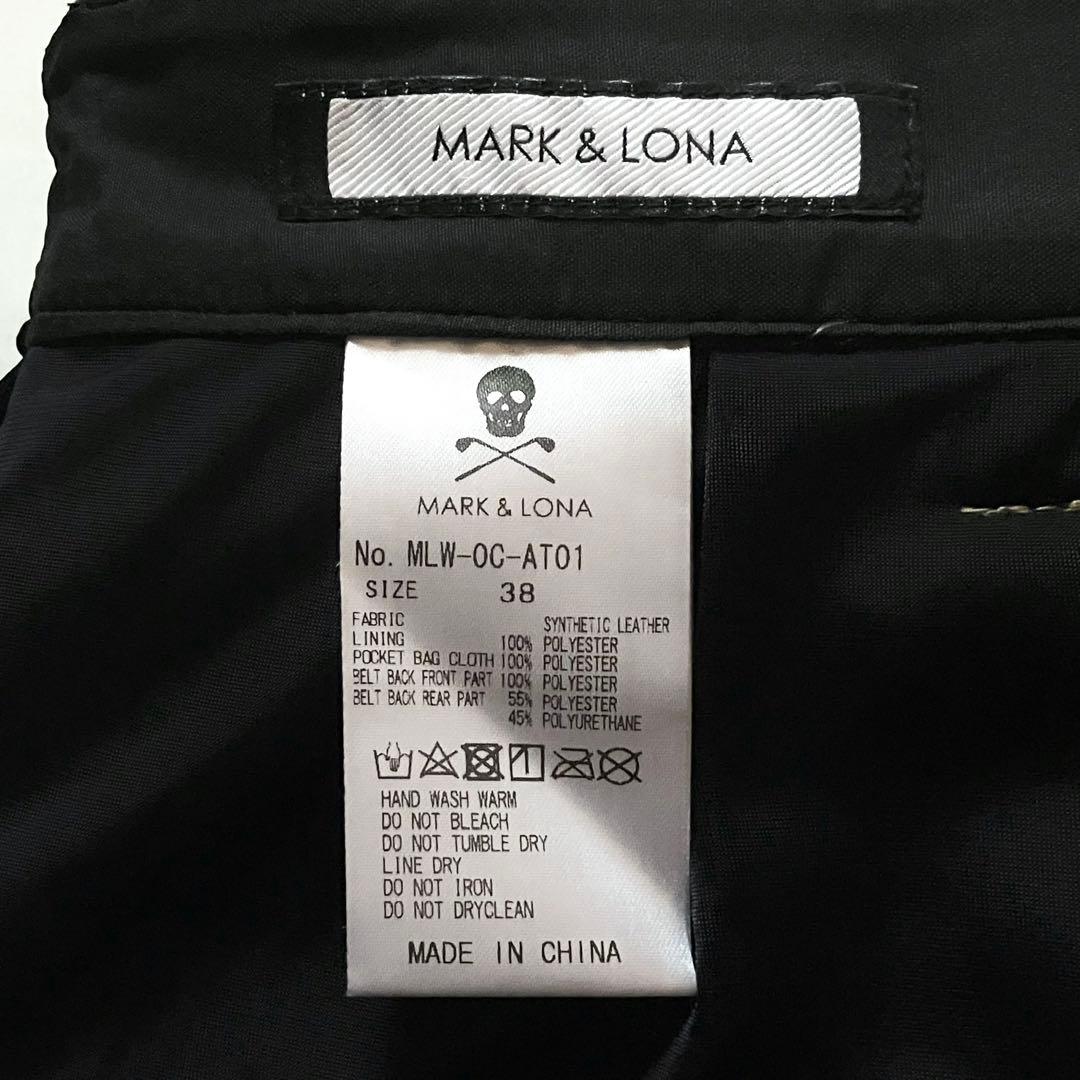 MARK & LONA
MARK & LONA
No. MLW-OC-AT01
SIZE 38
FABRIC SYNTHETIC LEATHER
LINING 100% POLYESTER
POCKET BAG CLOTH 100% POLYESTER
BELT BACK FRONT PART 100% POLYESTER
BELT BACK REAR PART 55% POLYESTER
45% POLYURETHANE
HAND WASH WARM
DO NOT BLEACH
DO NOT TUMBLE DRY
LINE DRY
DO NOT IRON
DO NOT DRYCLEAN
MADE IN CHINA